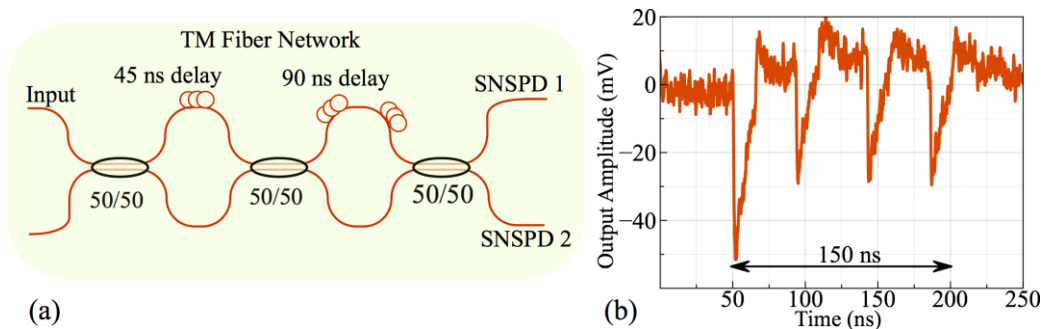 TM Fiber Network
45 ns delay
90 ns delay
Input
SNSPD 1
50/50
50/50
50/50
SNSPD 2
(a)
Output Amplitude (mV)
20
0
−20
−40
150 ns
50
100
150
200
250
Time (ns)
(b)